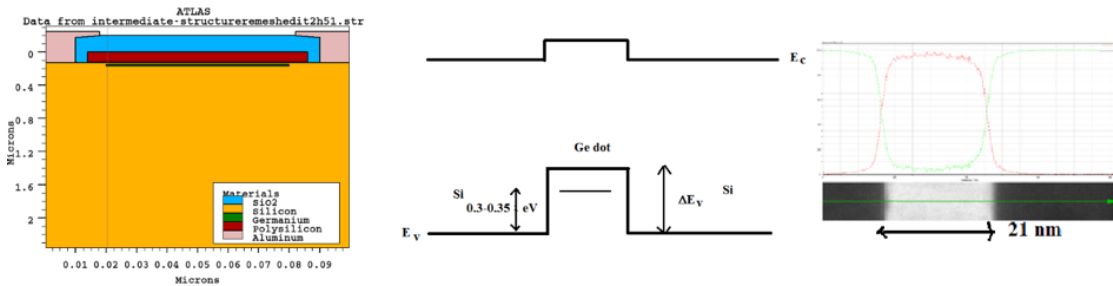 ATLAS
Data from intermediate-structureremeshedit2h51.str
0
0.4
0.8
1.2
1.6
2
Microns
0.01 0.02 0.03 0.04 0.05 0.06 0.07 0.08 0.09
Microns
Materials
SiO2
Silicon
Germanium
Polysilicon
Aluminum
E c
Ge dot
Si
Si
0.3-0.35 eV
ΔE v
E v
21 nm